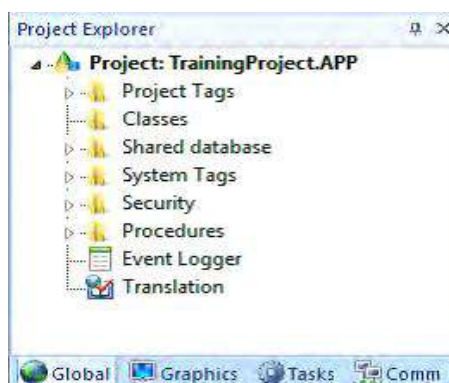 Project Explorer
Project: TrainingProject.APP
Project Tags
Classes
Shared database
System Tags
Security
Procedures
Event Logger
Translation
Global Graphics Tasks Comm